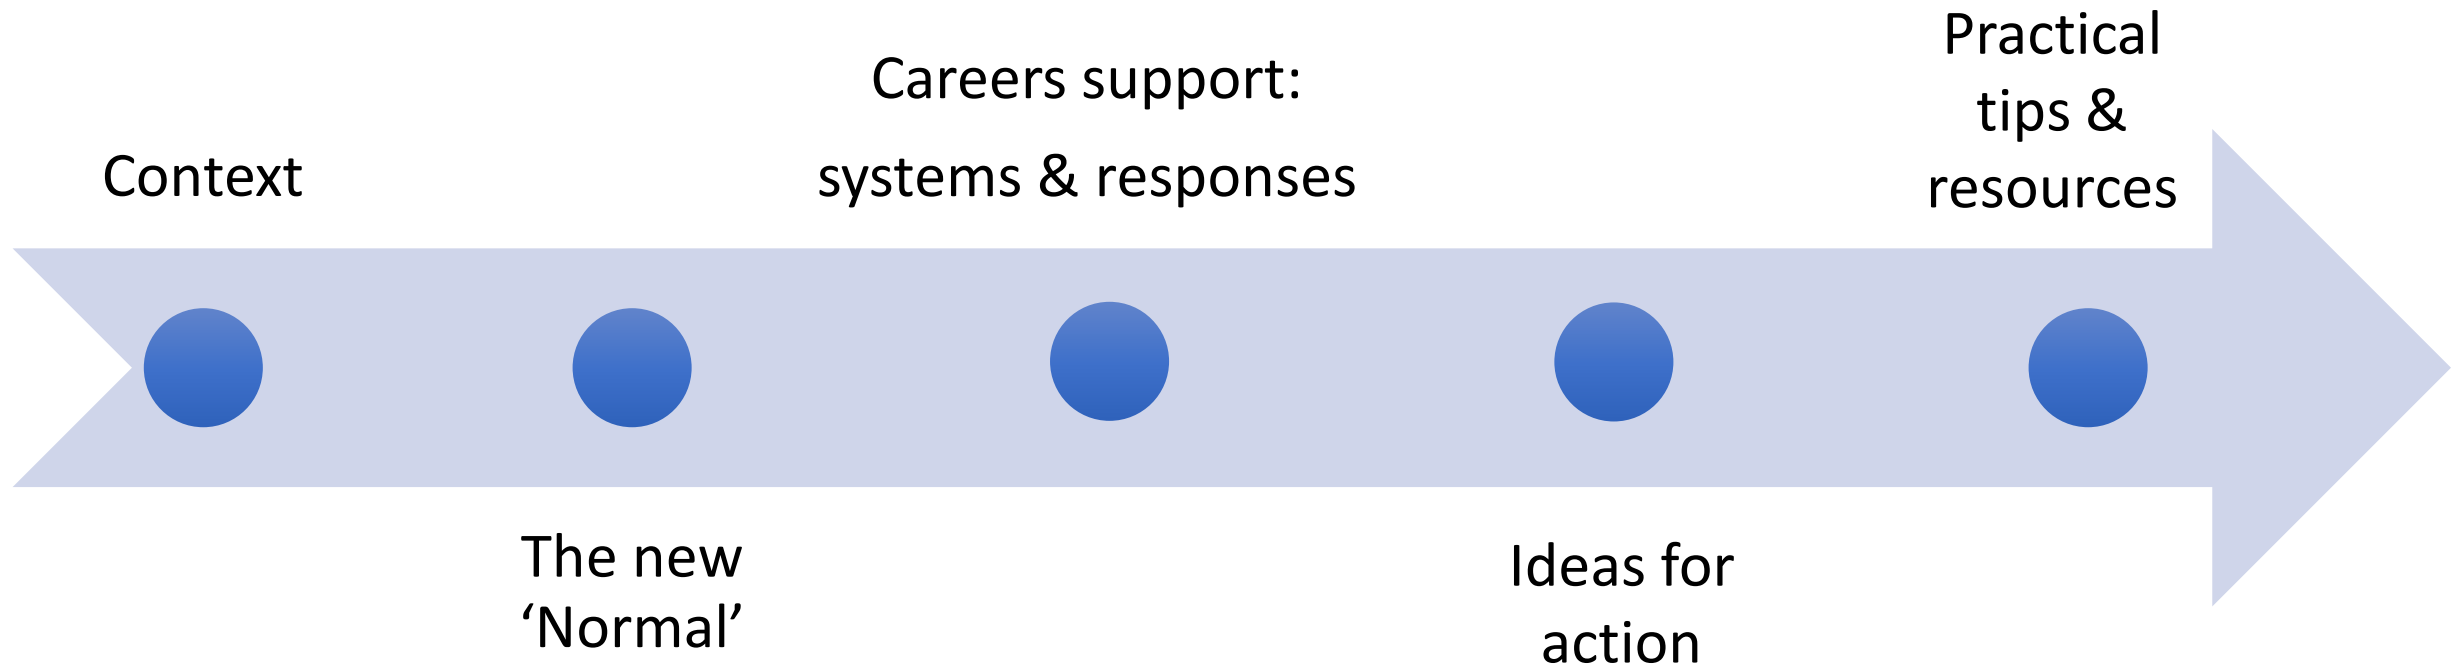 Context
The new
‘Normal’
Careers support:
systems & responses
Ideas for
action
Practical
tips &
resources